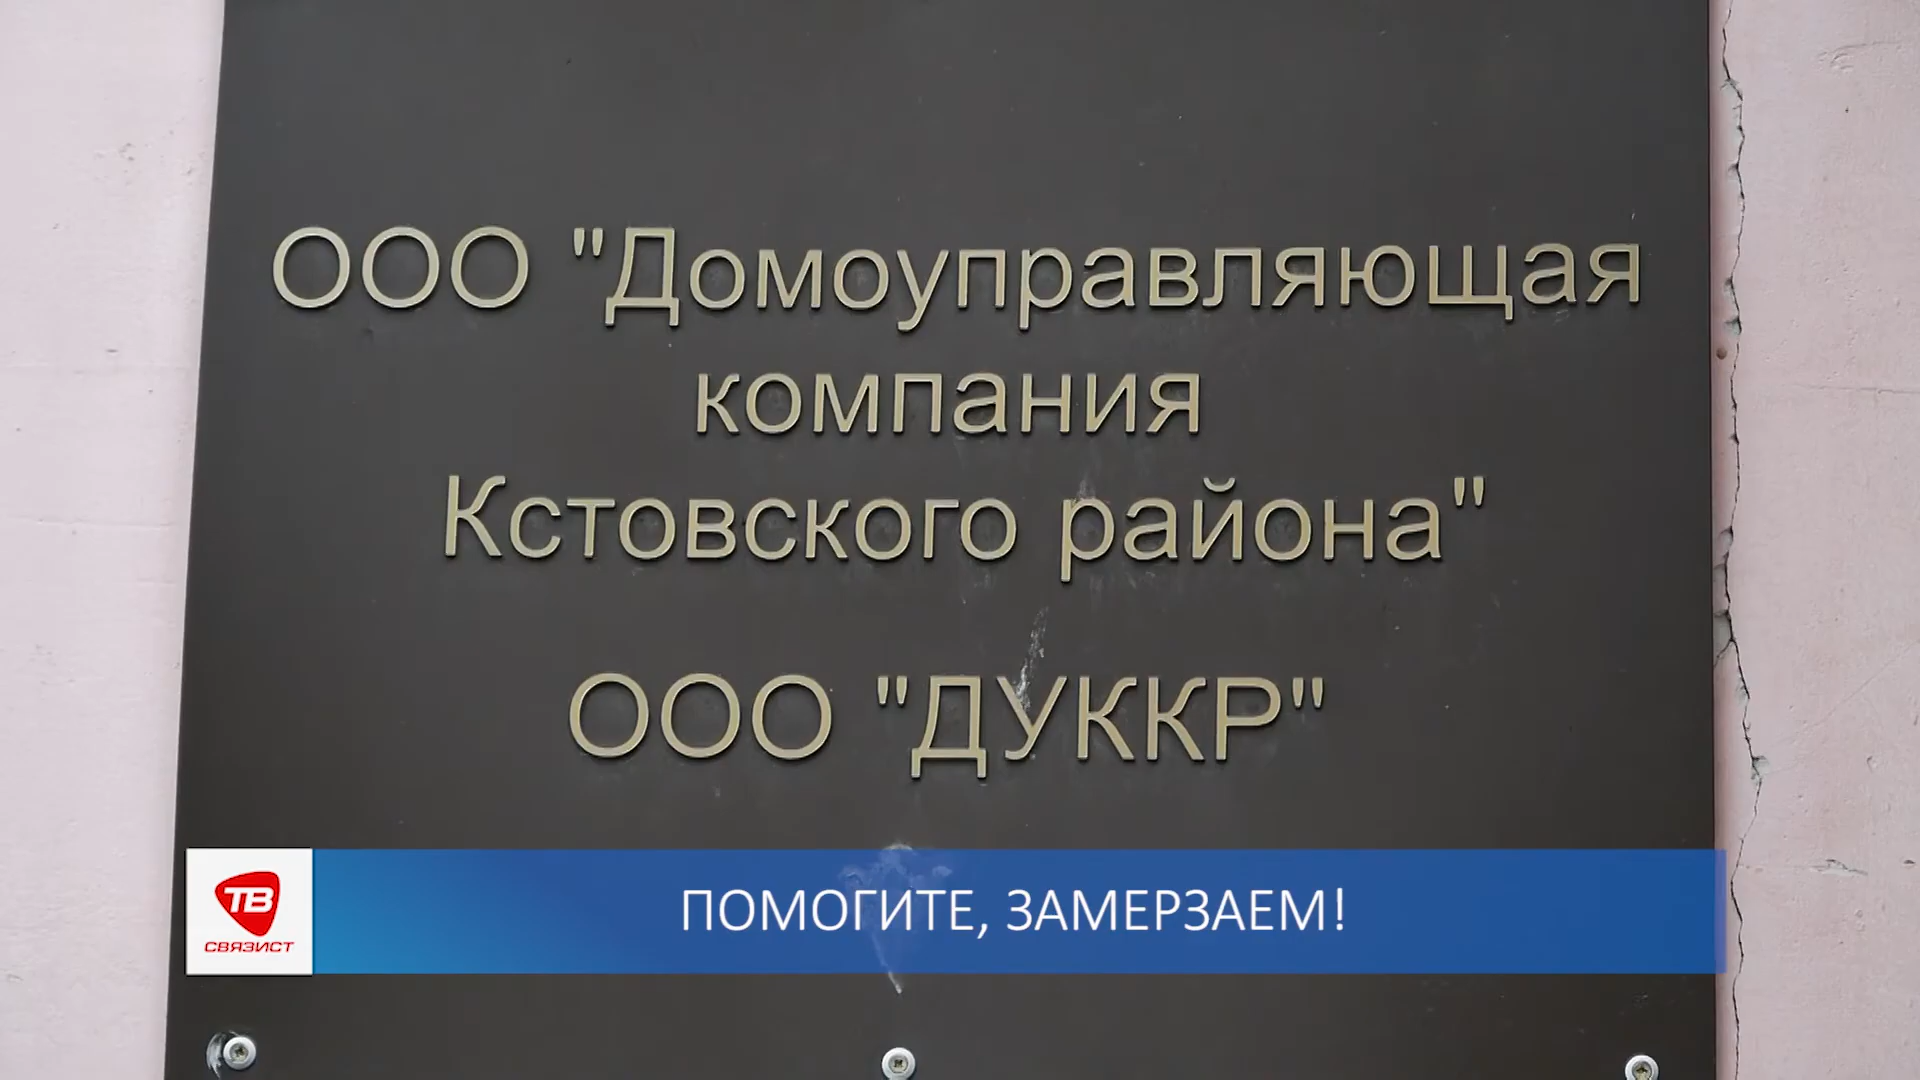 ООО "Домоуправляющая
компания
Кстовского района"
ООО "ДУККР"
ПОМОГИТЕ, ЗАМЕРЗАЕМ!
ТВ
СВЯЗИСТ